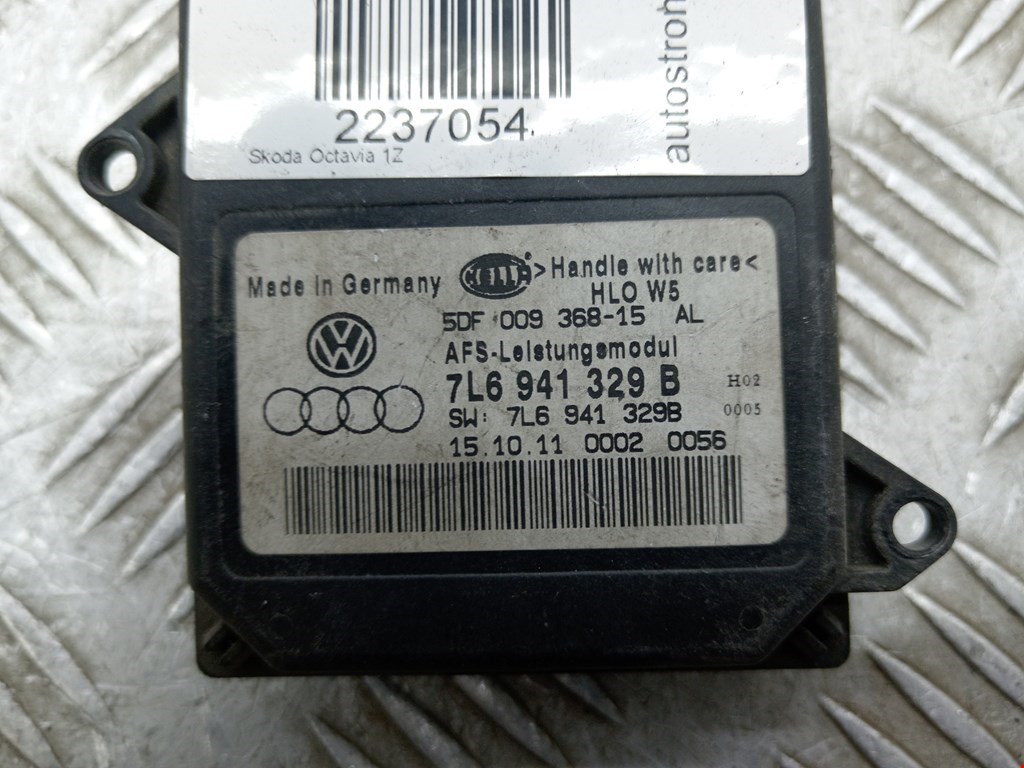 2237054
Skoda Octavia 1Z
Made in Germany
HELLA
>Handle with care<
HLO W5
5DF 009 368-15 AL
AFS-Leistungsmodul
7L6 941 329 B H02
SW: 7L6 941 329B 0005
15.10.11 0002 0056